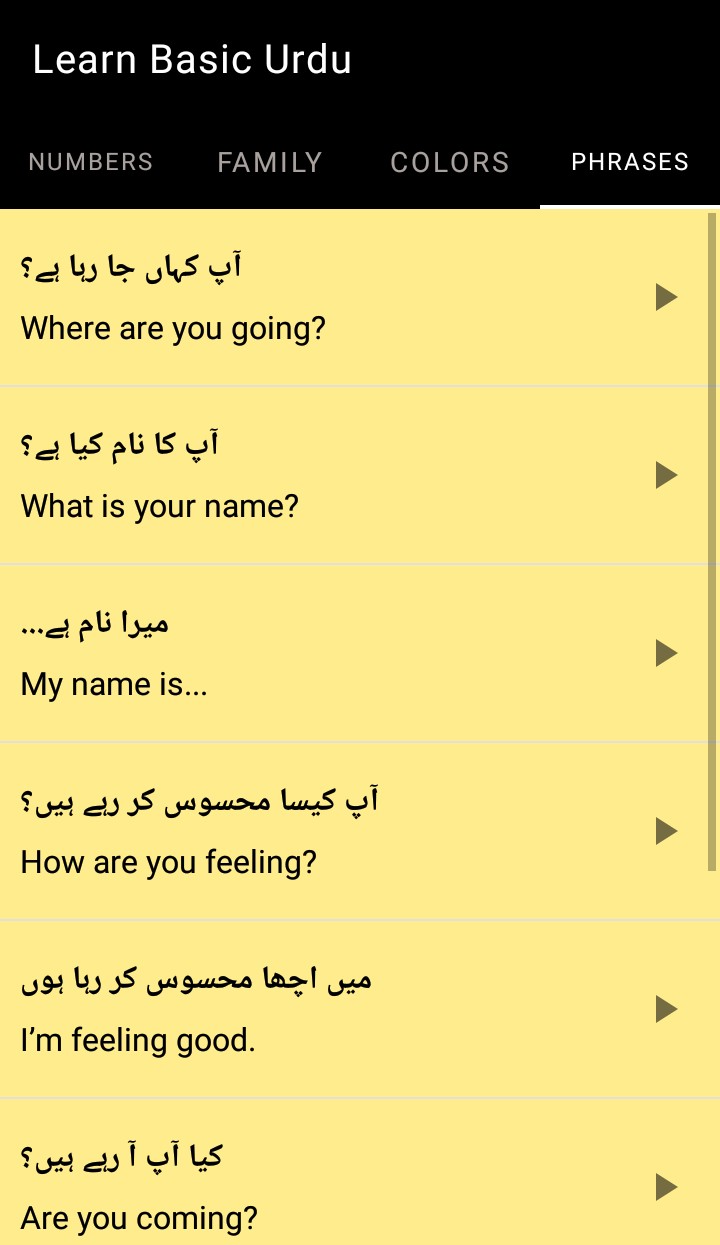 Learn Basic Urdu
NUMBERS FAMILY COLORS PHRASES
آپ کہاں جا رہا ہے؟
Where are you going?
آپ کا نام کیا ہے؟
What is your name?
میرا نام ہے...
My name is...
آپ کیسا محسوس کر رہے ہیں؟
How are you feeling?
میں اچھا محسوس کر رہا ہوں
I’m feeling good.
کیا آپ آ رہے ہیں؟
Are you coming?